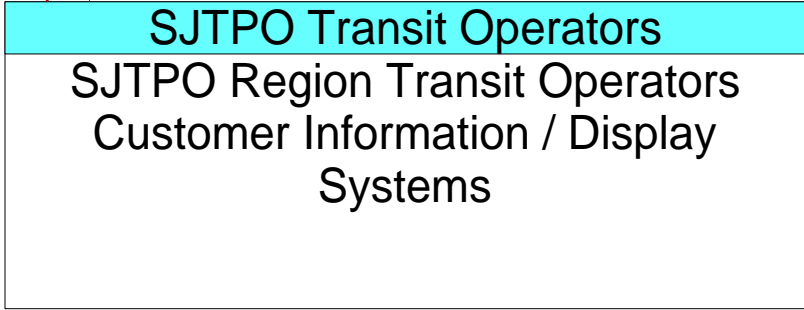 SJTPO Transit Operators
SJTPO Region Transit Operators
Customer Information / Display
Systems